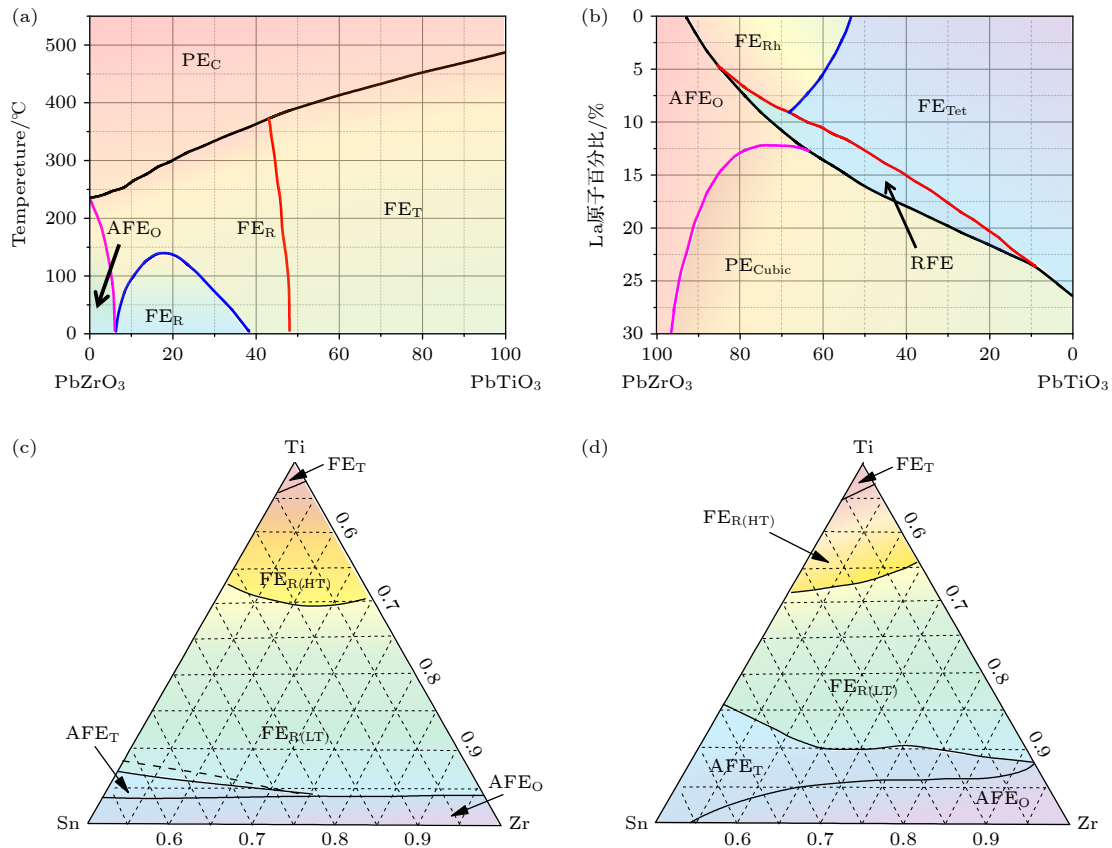 (a)
500
400
300
200
100
0
Tempereture/℃
PE_C
AFE_O
FE_R
FE_T
FE_R
0 20 40 60 80 100
PbZrO₃ PbTiO₃
(b)
0
5
10
15
20
25
30
La原子百分比/%
FE_Rh
AFE_O
FE_Tet
PE_Cubic
RFE
100 80 60 40 20 0
PbZrO₃ PbTiO₃
(c)
Ti
FE_T
0.6
FE_R(HT)
0.7
0.8
AFE_T
FE_R(LT)
0.9
AFE_O
Sn Zr
0.6 0.7 0.8 0.9
(d)
Ti
FE_T
FE_R(HT)
0.6
0.7
0.8
FE_R(LT)
0.9
AFE_T
AFE_O
Sn Zr
0.6 0.7 0.8 0.9